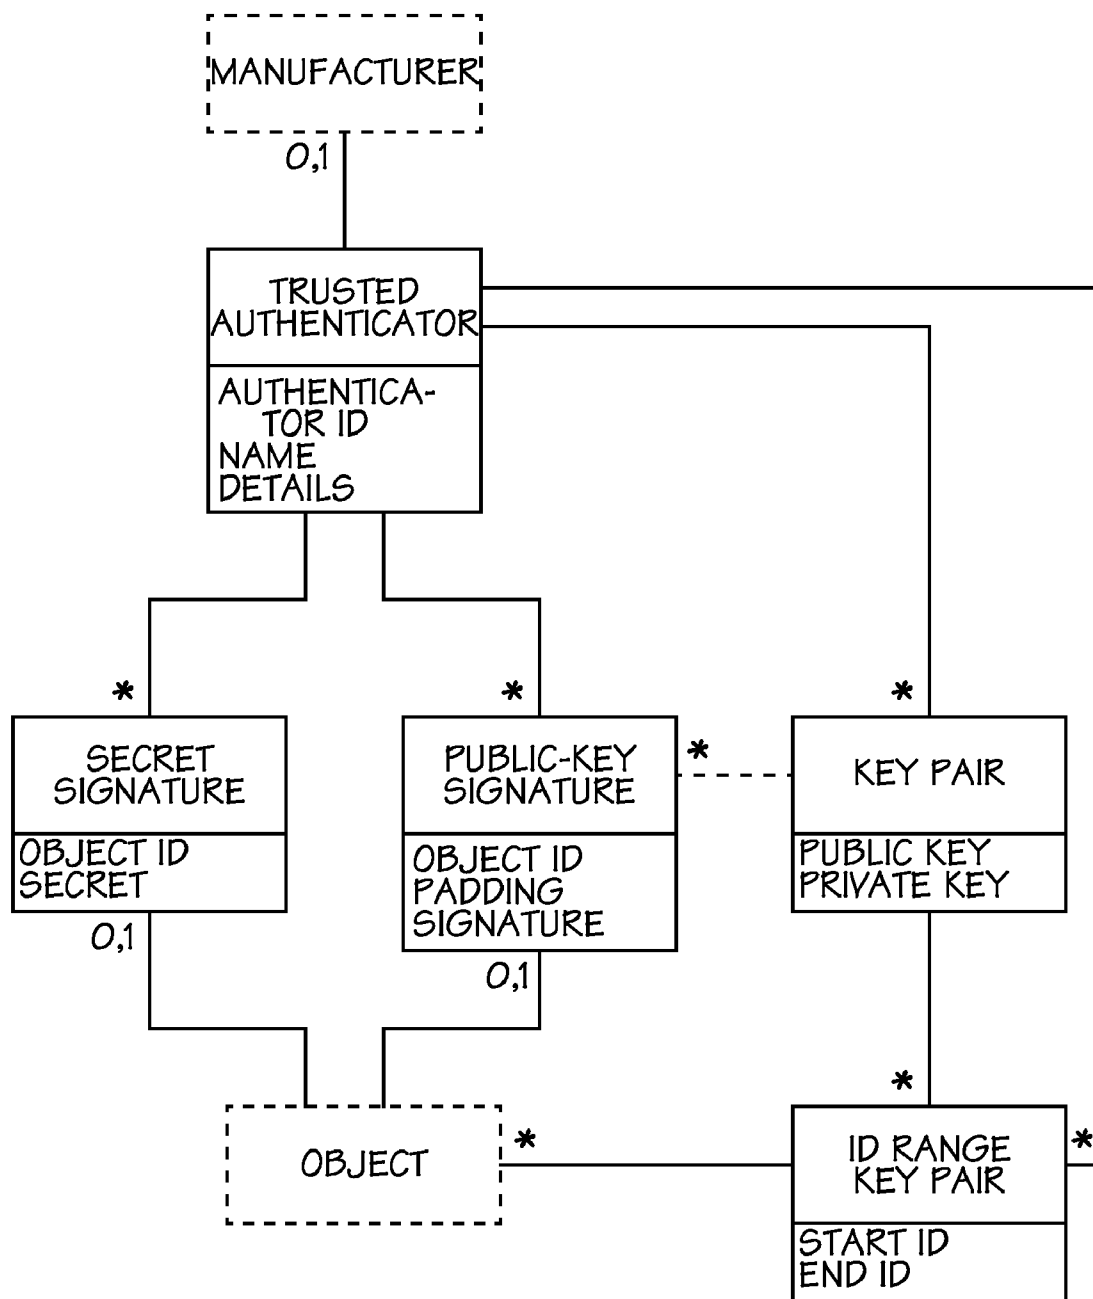 MANUFACTURER
0,1
TRUSTED
AUTHENTICATOR
AUTHENTICA-
TOR ID
NAME
DETAILS
*
*
*
SECRET
SIGNATURE
OBJECT ID
SECRET
0,1
PUBLIC-KEY
SIGNATURE
*
OBJECT ID
PADDING
SIGNATURE
0,1
KEY PAIR
PUBLIC KEY
PRIVATE KEY
*
OBJECT
*
ID RANGE
KEY PAIR
*
START ID
END ID